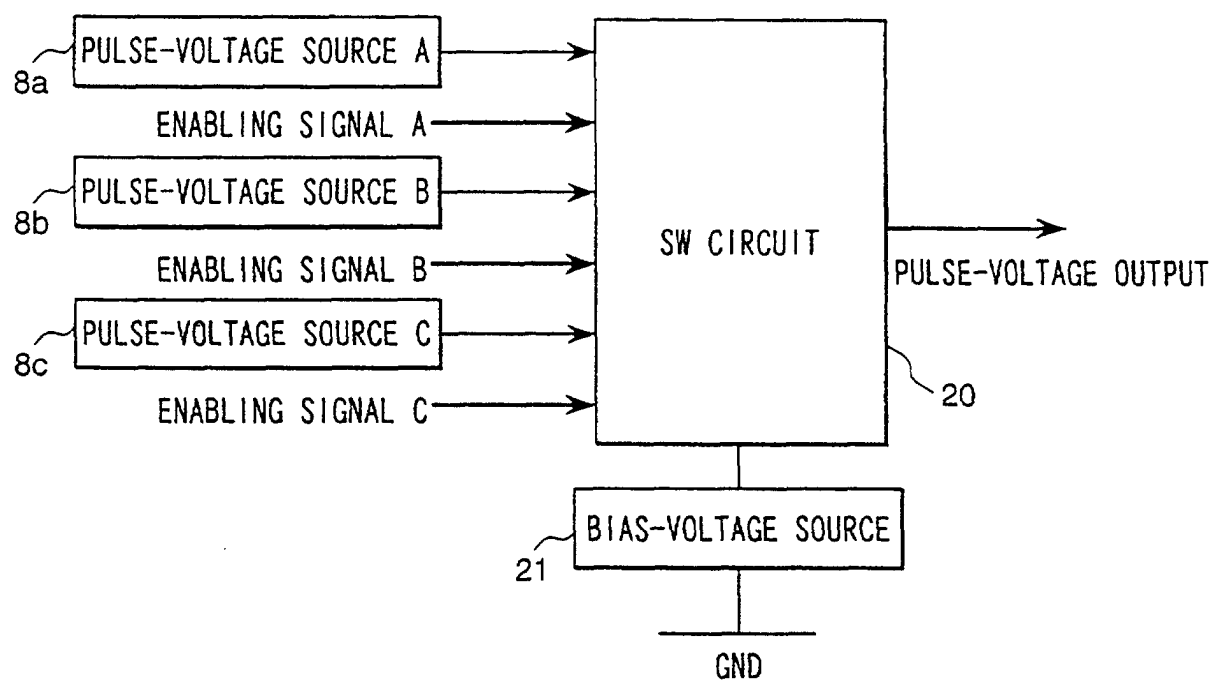 PULSE-VOLTAGE SOURCE A
8a
ENABLING SIGNAL A
PULSE-VOLTAGE SOURCE B
8b
ENABLING SIGNAL B
PULSE-VOLTAGE SOURCE C
8c
ENABLING SIGNAL C
SW CIRCUIT
PULSE-VOLTAGE OUTPUT
20
BIAS-VOLTAGE SOURCE
21
GND